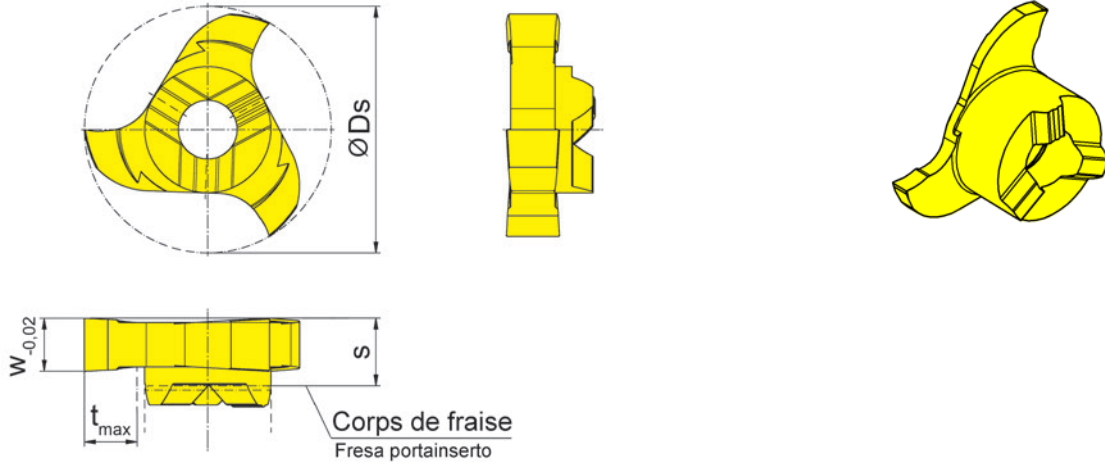 ØDs
w-0,02
s
tmax
Corps de fraise
Fresa portainserto